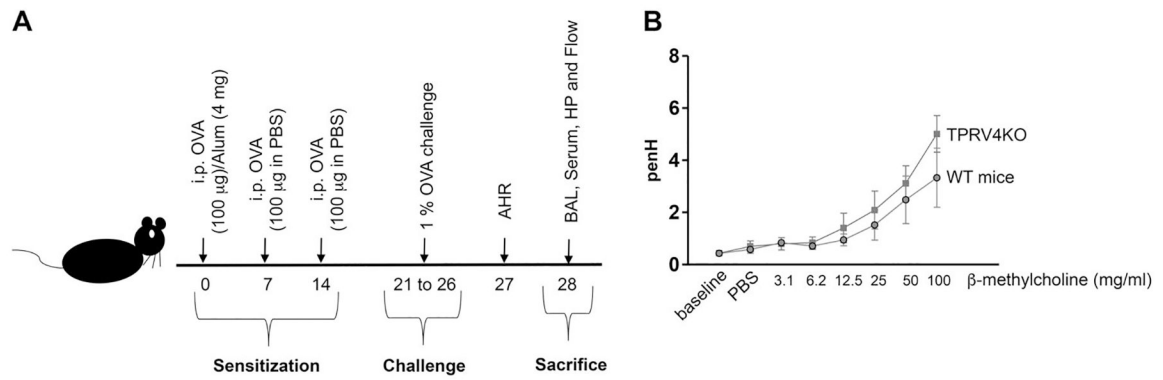 A
i.p. OVA
(100 µg)/Alum (4 mg)
i.p. OVA
(100 µg in PBS)
i.p. OVA
(100 µg in PBS)
1 % OVA challenge
AHR
BAL, Serum, HP and Flow
0
7
14
21 to 26
27
28
Sensitization
Challenge
Sacrifice
B
8
6
4
2
0
penH
TPRV4KO
WT mice
baseline
PBS
3.1
6.2
12.5
25
50
100
β-methylcholine (mg/ml)